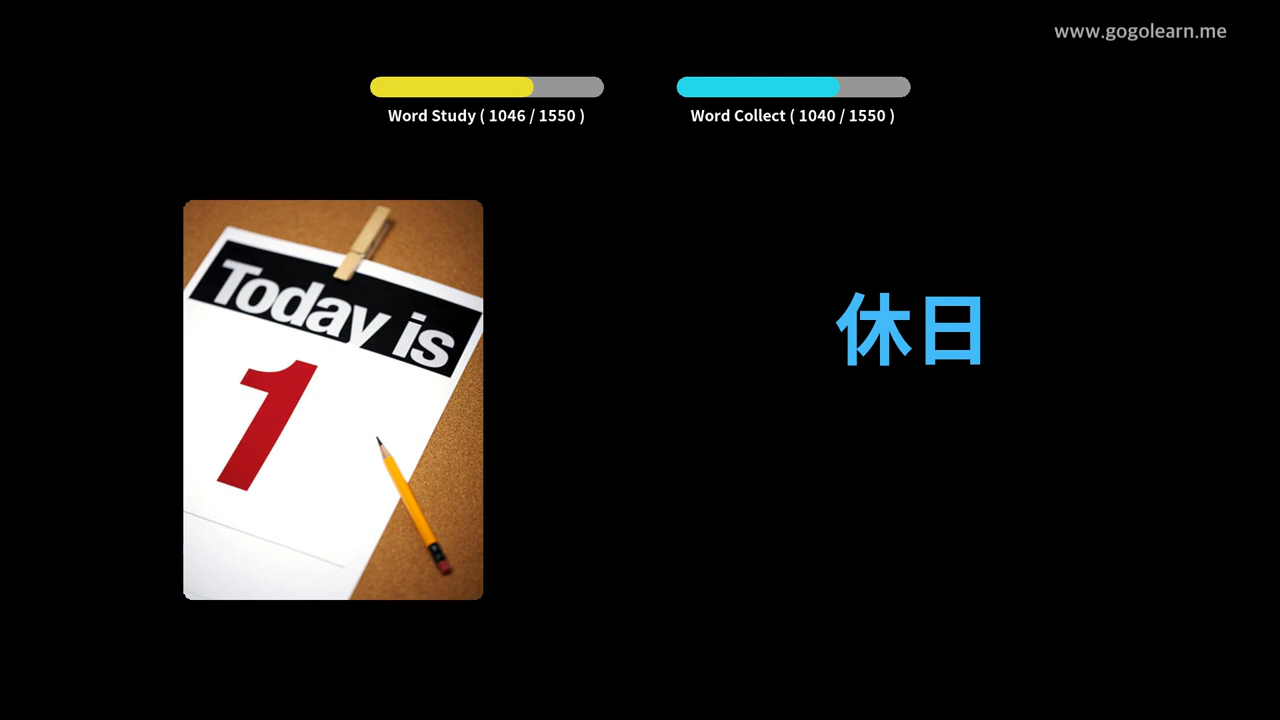 www.gogolearn.me
Word Study ( 1046 / 1550 )
Word Collect ( 1040 / 1550 )
Today is
1
休日